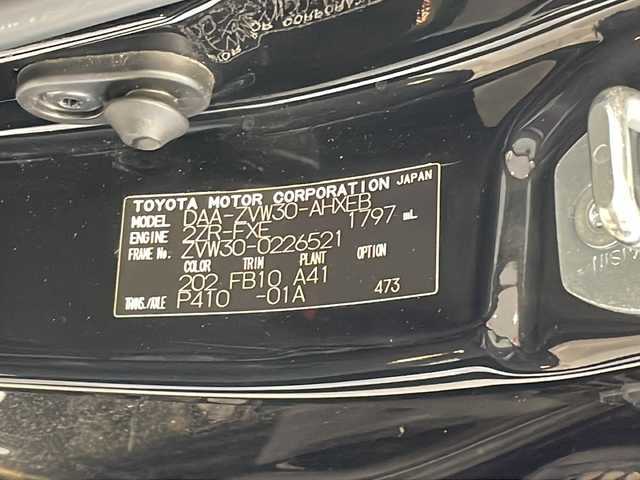 TOYOTA MOTOR CORPORATION JAPAN
MODEL DAA-ZVW30-AHXEB
ENGINE 2ZR-FXE 1797 mL
FRAME No. ZVW30-0226521
COLOR TRIM PLANT OPTION
202 FB10 A41
TRANS./AXLE P410 -01A 473